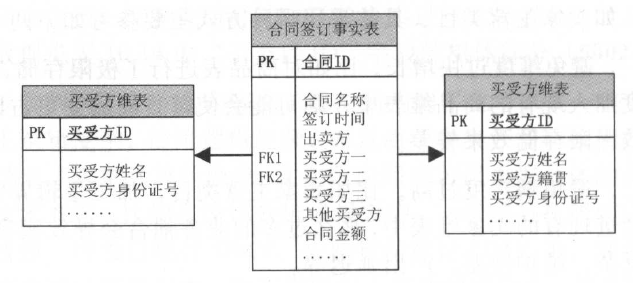 合同签订事实表
PK 合同ID
合同名称
签订时间
出卖方
FK1 买受方一
FK2 买受方二
买受方三
其他买受方
合同金额
......
买受方维表
PK 买受方ID
买受方姓名
买受方身份证号
......
买受方维表
PK 买受方ID
买受方姓名
买受方籍贯
买受方身份证号
......